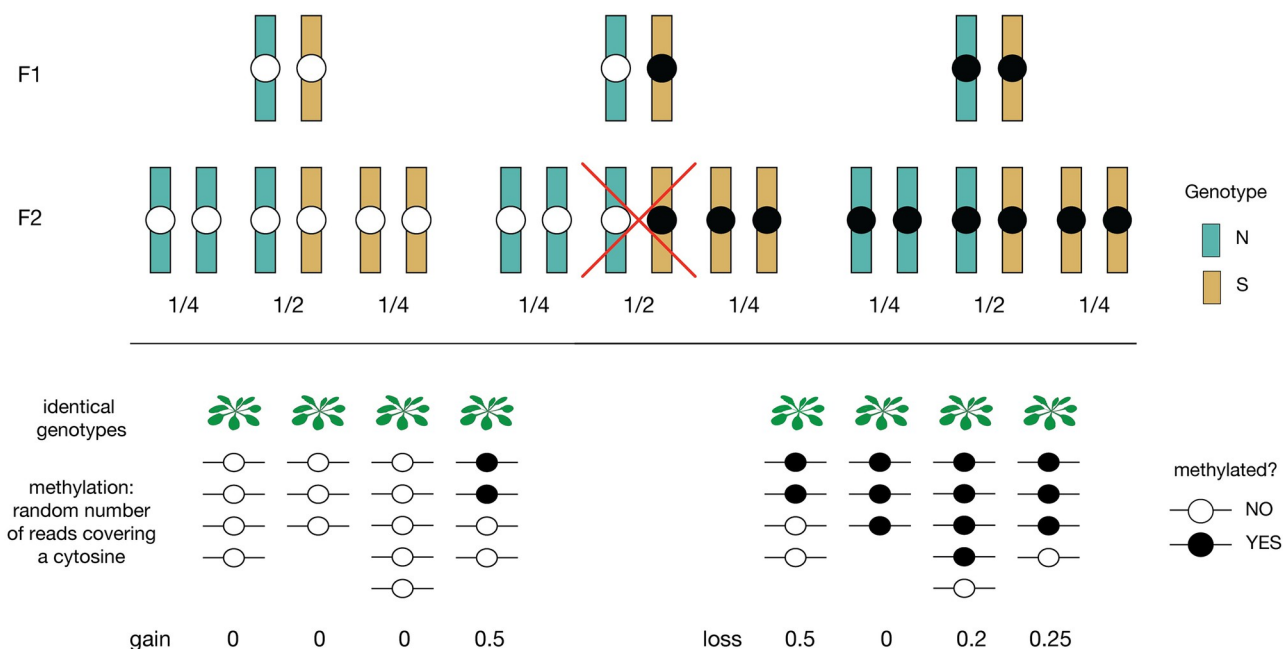 F1
F2
1/4 1/2 1/4 1/4 1/2 1/4 1/4 1/2 1/4
Genotype
N
S
identical
genotypes
methylation:
random number
of reads covering
a cytosine
methylated?
NO
YES
gain 0 0 0 0.5 loss 0.5 0 0.2 0.25